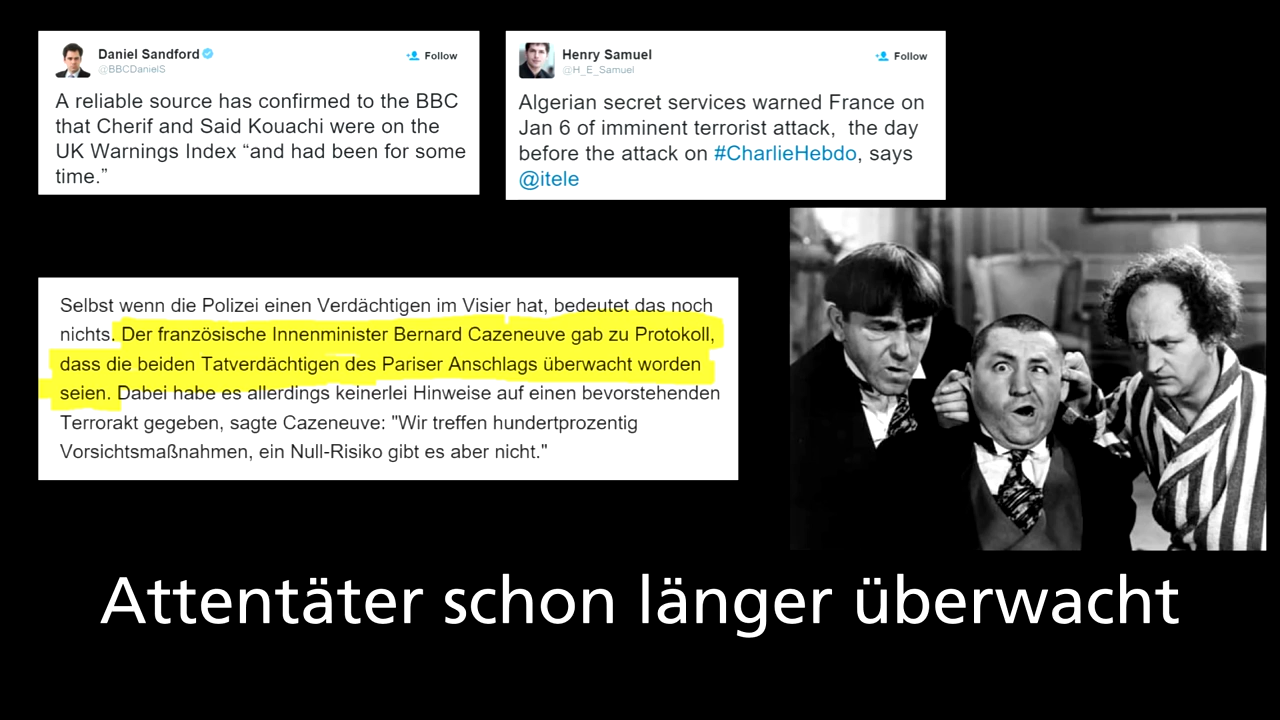 Daniel Sandford
@BBCDanielS
Follow
A reliable source has confirmed to the BBC
that Cherif and Said Kouachi were on the
UK Warnings Index “and had been for some
time.”
Henry Samuel
@H_E_Samuel
Follow
Algerian secret services warned France on
Jan 6 of imminent terrorist attack,  the day
before the attack on #CharlieHebdo, says
@itele
Selbst wenn die Polizei einen Verdächtigen im Visier hat, bedeutet das noch
nichts. Der französische Innenminister Bernard Cazeneuve gab zu Protokoll,
dass die beiden Tatverdächtigen des Pariser Anschlags überwacht worden
seien. Dabei habe es allerdings keinerlei Hinweise auf einen bevorstehenden
Terrorakt gegeben, sagte Cazeneuve: "Wir treffen hundertprozentig
Vorsichtsmaßnahmen, ein Null-Risiko gibt es aber nicht."
Attentäter schon länger überwacht